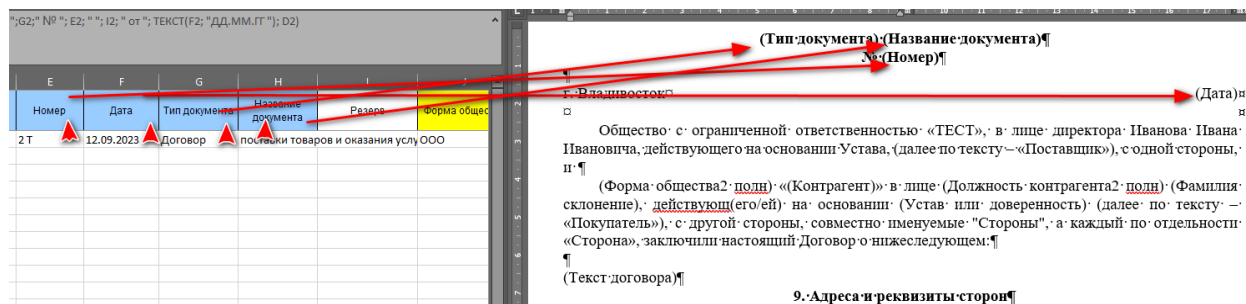 ";G2;" № "; E2; " "; I2; " от "; ТЕКСТ(F2; "ДД.ММ.ГГ "); D2)
E F G H
Номер Дата Тип документа Название документа Резерв Форма общес
2 Т 12.09.2023 Договор поставки товаров и оказания услу ООО
(Тип·документа)·(Название·документа)¶
№·(Номер)¶
¶
г.·Владивосток¤ (Дата)¤
¤ ¤
Общество·с·ограниченной·ответственностью·«ТЕСТ»,·в·лице·директора·Иванова·Ивана·
Ивановича,·действующего·на·основании·Устава,·(далее·по·тексту·–·«Поставщик»),·с·одной·стороны,·
и·¶
(Форма·общества2·полн)·«(Контрагент)»·в·лице·(Должность·контрагента2·полн)·(Фамилия·
склонение),·действующ(его/ей)·на·основании·(Устав·или·доверенность)·(далее·по·тексту·–·
«Покупатель»),·с·другой·стороны,·совместно·именуемые·"Стороны",·а·каждый·по·отдельности·
«Сторона»,·заключили·настоящий·Договор·о·нижеследующем:¶
¶
(Текст·договора)¶
9.·Адреса·и·реквизиты·сторон¶